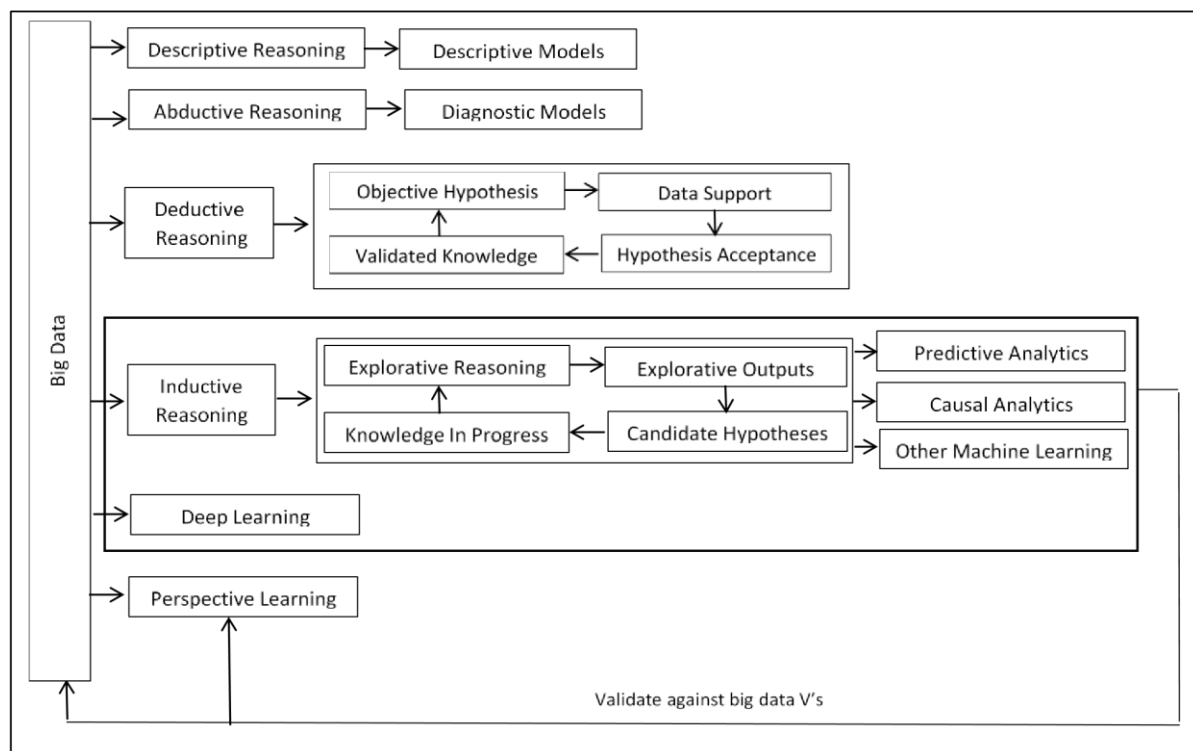 Big Data
Descriptive Reasoning
Descriptive Models
Abductive Reasoning
Diagnostic Models
Deductive
Reasoning
Objective Hypothesis
Data Support
Validated Knowledge
Hypothesis Acceptance
Inductive
Reasoning
Explorative Reasoning
Explorative Outputs
Knowledge In Progress
Candidate Hypotheses
Predictive Analytics
Causal Analytics
Other Machine Learning
Deep Learning
Perspective Learning
Validate against big data V's